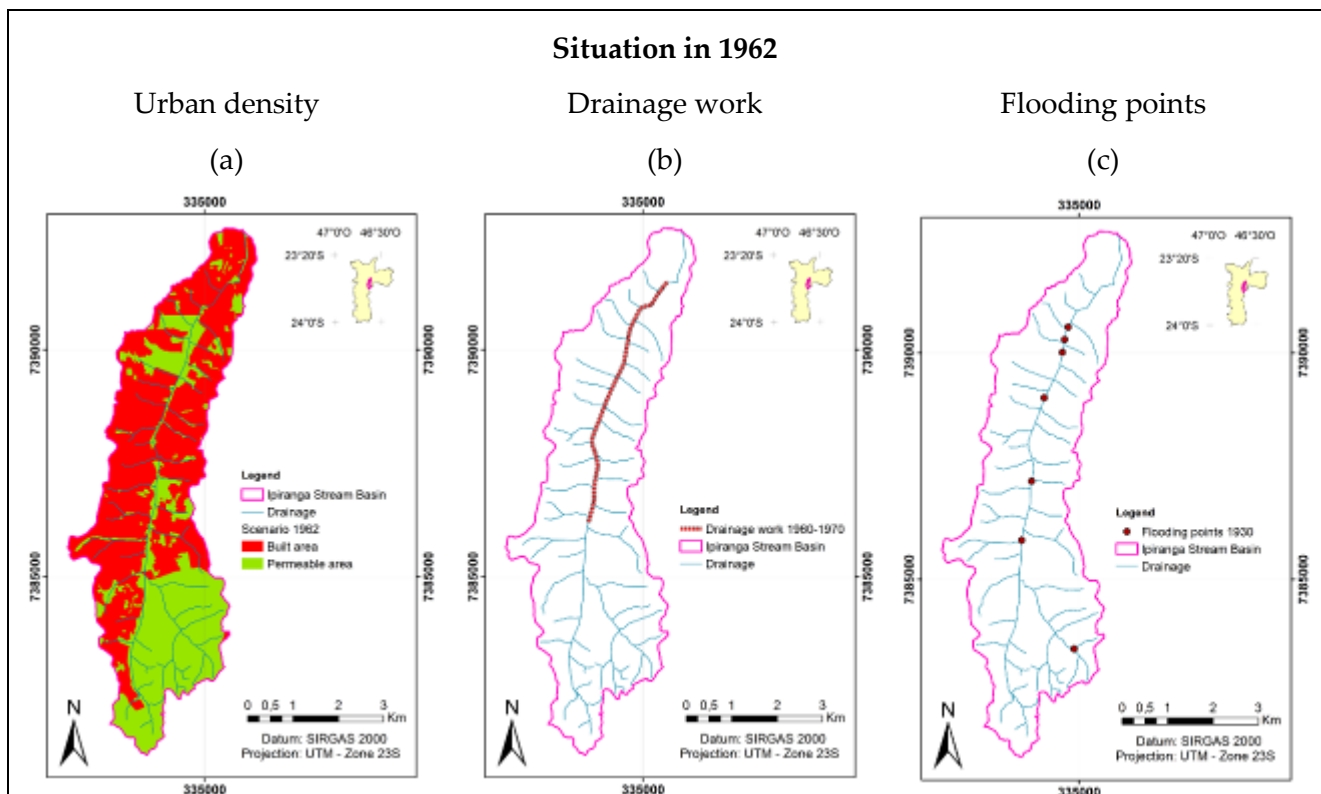 Situation in 1962
Urban density
Drainage work
Flooding points
(a)
(b)
(c)
335000
47°0'O 46°30'O
23°20'S
24°0'S
7390000
7390000
7385000
7385000
Legend
Ipiranga Stream Basin
Drainage
Scenario 1962
Built area
Permeable area
N
0 0,5 1 2 3
Km
Datum: SIRGAS 2000
Projection: UTM - Zone 23S
335000
335000
47°0'O 46°30'O
23°20'S
24°0'S
7390000
7390000
7385000
7385000
Legend
Drainage work 1960-1970
Ipiranga Stream Basin
Drainage
N
0 0,5 1 2 3
Km
Datum: SIRGAS 2000
Projection: UTM - Zone 23S
335000
335000
47°0'O 46°30'O
23°20'S
24°0'S
7390000
7390000
7385000
7385000
Legend
Flooding points 1930
Ipiranga Stream Basin
Drainage
N
0 0,5 1 2 3
Km
Datum: SIRGAS 2000
Projection: UTM - Zone 23S
335000